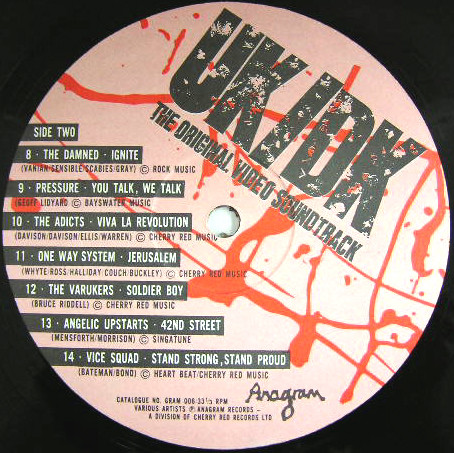 UK/DK
THE ORIGINAL VIDEO SOUNDTRACK
SIDE TWO
8 · THE DAMNED · IGNITE
(VANIAN/SENSIBLE/SCABIES/GRAY) © ROCK MUSIC
9 · PRESSURE · YOU TALK, WE TALK
(GEOFF LIDYARD) © BAYSWATER MUSIC
10 · THE ADICTS · VIVA LA REVOLUTION
(DAVISON/DAVISON/ELLIS/WARREN) © CHERRY RED MUSIC
11 · ONE WAY SYSTEM · JERUSALEM
(WHYTE/ROSS/HALLIDAY COUCH/BUCKLEY) © CHERRY RED MUSIC
12 · THE VARUKERS · SOLDIER BOY
(BRUCE RIDDELL) © CHERRY RED MUSIC
13 · ANGELIC UPSTARTS · 42ND STREET
(MENSFORTH/MORRISON) © SINGATUNE
14 · VICE SQUAD · STAND STRONG, STAND PROUD
(BATEMAN/BOND) © HEART BEAT/CHERRY RED MUSIC
Anagram
CATALOGUE NO. GRAM 006 33⅓ RPM
VARIOUS ARTISTS ℗ ANAGRAM RECORDS –
A DIVISION OF CHERRY RED RECORDS LTD